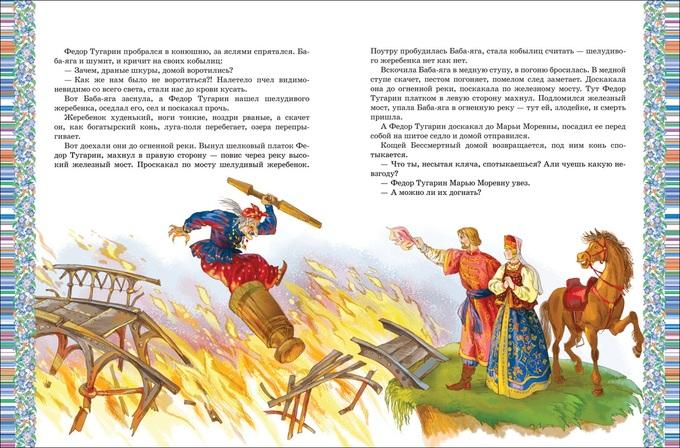 Федор Тугарин пробрался в конюшню, за яслями спрятался. Ба-
ба-яга и шумит, и кричит на своих кобылиц:
— Зачем, драные шкуры, домой воротились?
— Как же нам было не воротиться?! Налетело пчел видимо-
невидимо со всего света, стали нас до крови кусать.
Вот Баба-яга заснула, а Федор Тугарин нашел шелудивого
жеребенка, оседлал его, сел и поскакал прочь.
Жеребенок худенький, ноги тонкие, ноздри рваные, а скачет
он, как богатырский конь, луга-поля перебегает, озера перепры-
гивает.
Вот доехали они до огненной реки. Вынул шелковый платок Фе-
дор Тугарин, махнул в правую сторону — повис через реку высо-
кий железный мост. Проскакал по мосту шелудивый жеребенок.
Поутру пробудилась Баба-яга, стала кобылиц считать — шелудиво-
го жеребенка нет как нет.
Вскочила Баба-яга в медную ступу, в погоню бросилась. В медной
ступе скачет, пестом погоняет, помелом след заметает. Доскакала
до огненной реки, поскакала по железному мосту. Тут Федор
Тугарин платком в левую сторону махнул. Подломился железный
мост, упала Баба-яга в огненную реку — тут ей, злодейке, и смерть
пришла.
А Федор Тугарин доскакал до Марьи Моревны, посадил ее перед
собой на шитое седло и домой отправился.
Кощей Бессмертный домой возвращается, под ним конь спо-
тыкается.
— Что ты, несытая кляча, спотыкаешься? Али чуешь какую не-
взгоду?
— Федор Тугарин Марью Моревну увез.
— А можно ли их догнать?